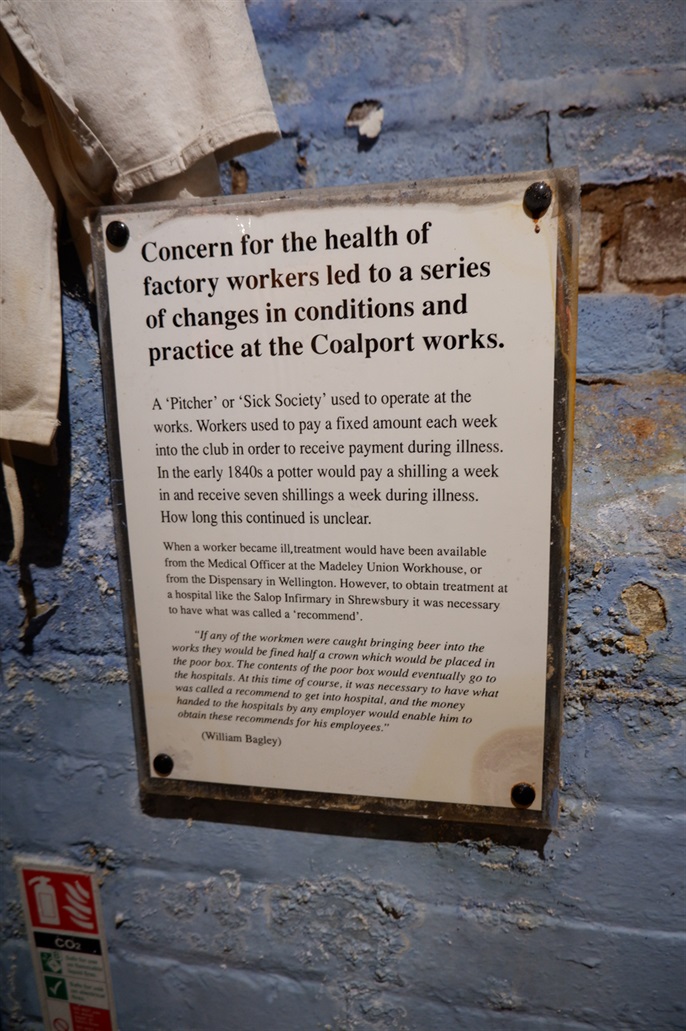 Concern for the health of
factory workers led to a series
of changes in conditions and
practice at the Coalport works.
A ‘Pitcher’ or ‘Sick Society’ used to operate at the
works. Workers used to pay a fixed amount each week
into the club in order to receive payment during illness.
In the early 1840s a potter would pay a shilling a week
in and receive seven shillings a week during illness.
How long this continued is unclear.
When a worker became ill,treatment would have been available
from the Medical Officer at the Madeley Union Workhouse, or
from the Dispensary in Wellington. However, to obtain treatment at
a hospital like the Salop Infirmary in Shrewsbury it was necessary
to have what was called a ‘recommend’.
"If any of the workmen were caught bringing beer into the
works they would be fined half a crown which would be placed in
the poor box. The contents of the poor box would eventually go to
the hospitals. At this time of course, it was necessary to have what
was called a recommend to get into hospital, and the money
handed to the hospitals by any employer would enable him to
obtain these recommends for his employees."
(William Bagley)
CO2